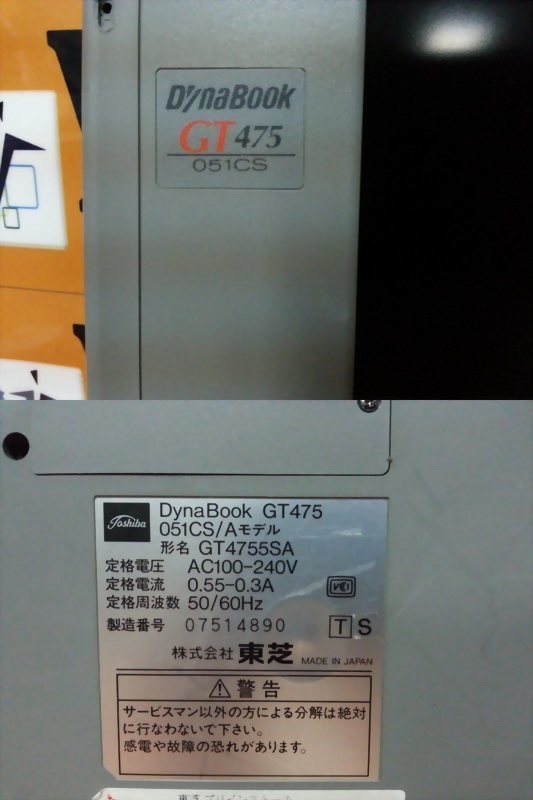 DynaBook
GT475
051CS
Toshiba
DynaBook GT475
051CS/Aモデル
形名 GT4755SA
定格電圧 AC100-240V
定格電流 0.55-0.3A
VCI
定格周波数 50/60Hz
製造番号 07514890
T S
株式会社 東芝 MADE IN JAPAN
警告
サービスマン以外の方による分解は絶対
に行なわないで下さい。
感電や故障の恐れがあります。